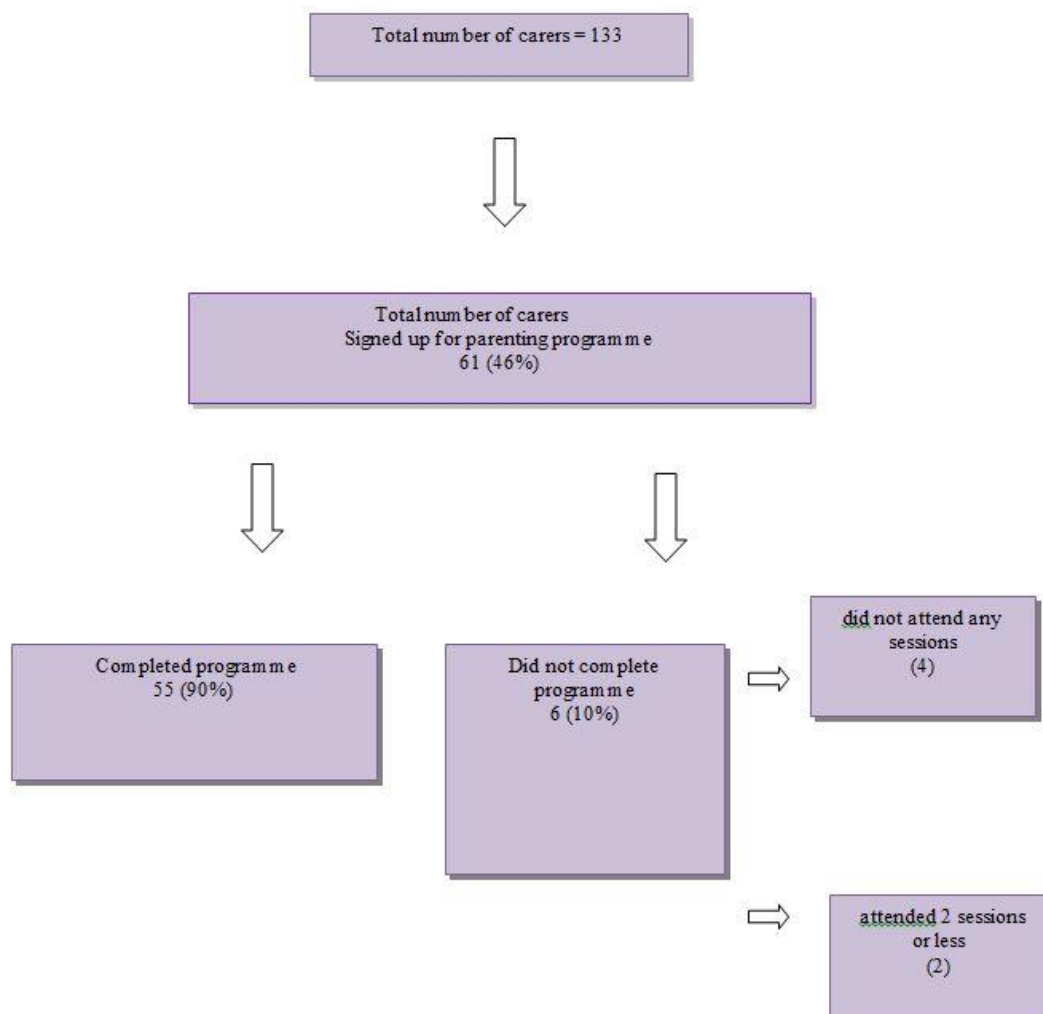 Total number of carers = 133
Total number of carers
Signed up for parenting programme
61 (46%)
Completed programme
55 (90%)
Did not complete
programme
6 (10%)
did not attend any
sessions
(4)
attended 2 sessions
or less
(2)